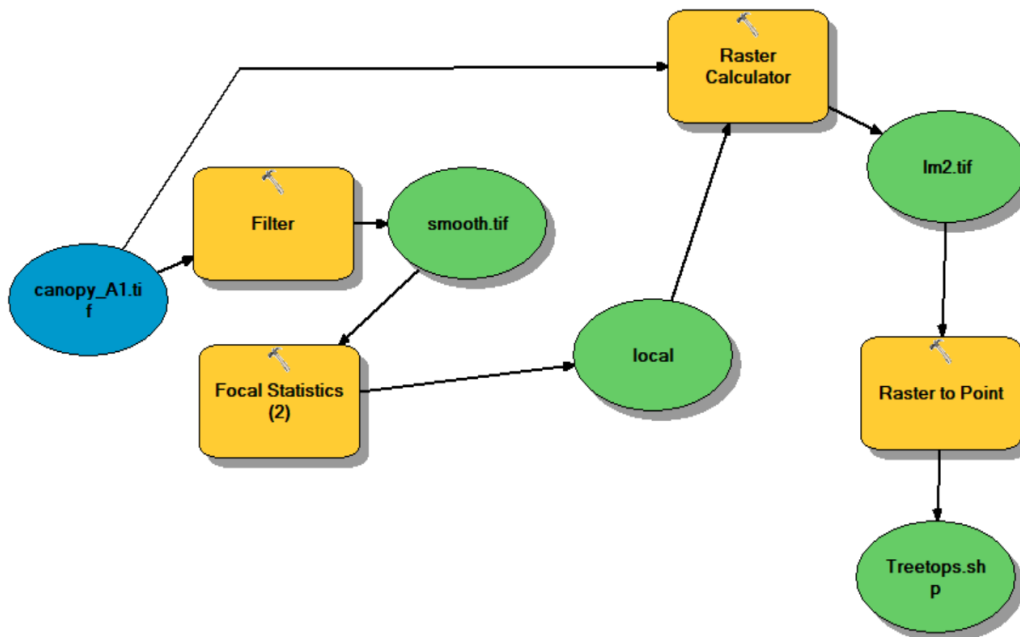 Raster
Calculator
lm2.tif
Filter
smooth.tif
canopy_A1.ti
f
local
Focal Statistics
(2)
Raster to Point
Treetops.sh
p